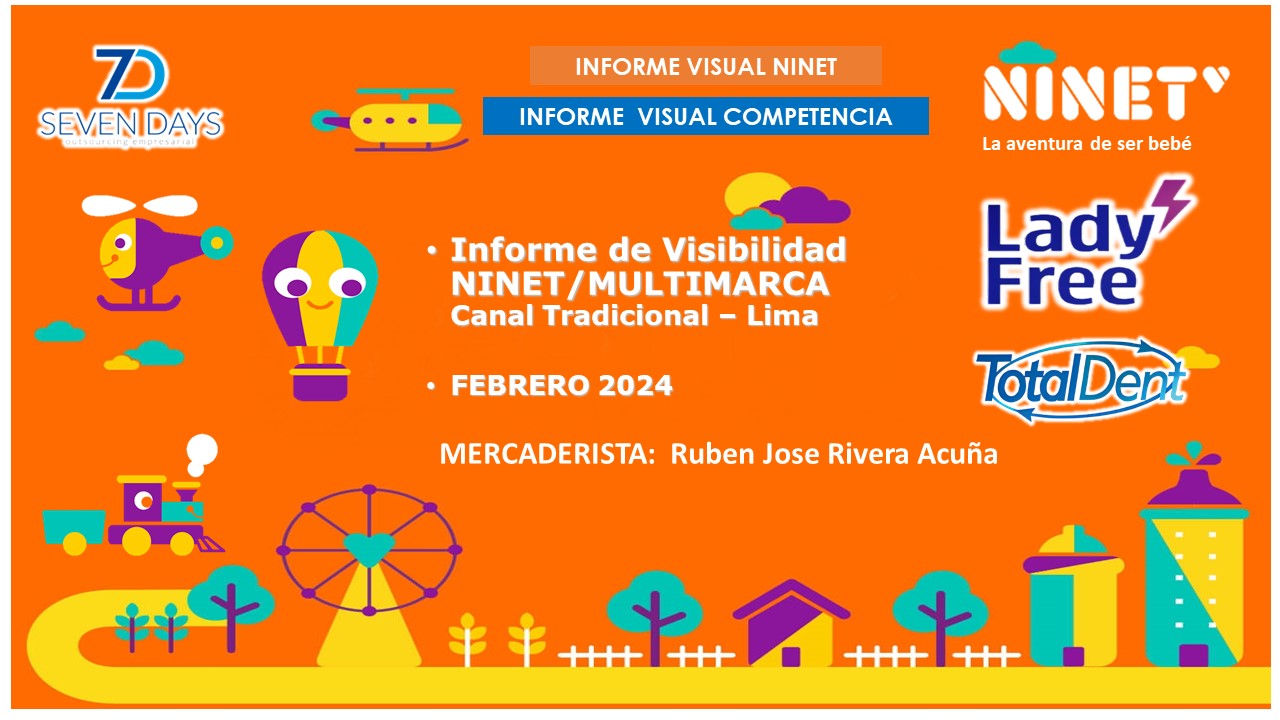 7D
SEVEN DAYS
outsourcing empresarial
INFORME VISUAL NINET
INFORME  VISUAL COMPETENCIA
NINET
La aventura de ser bebé
Lady
Free
TotalDent
• Informe de Visibilidad
NINET/MULTIMARCA
Canal Tradicional – Lima
• FEBRERO 2024
MERCADERISTA:  Ruben Jose Rivera Acuña